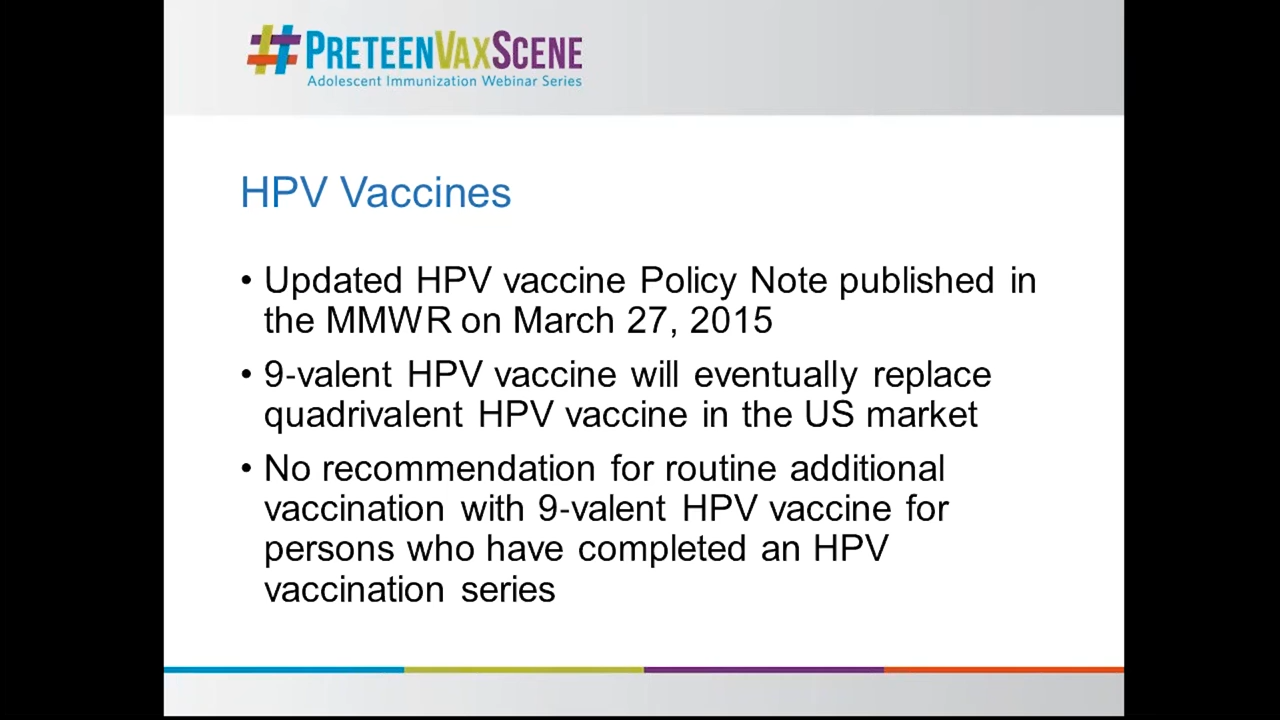 #PRETEENVAXSCENE
Adolescent Immunization Webinar Series
HPV Vaccines
• Updated HPV vaccine Policy Note published in
the MMWR on March 27, 2015
• 9-valent HPV vaccine will eventually replace
quadrivalent HPV vaccine in the US market
• No recommendation for routine additional
vaccination with 9-valent HPV vaccine for
persons who have completed an HPV
vaccination series